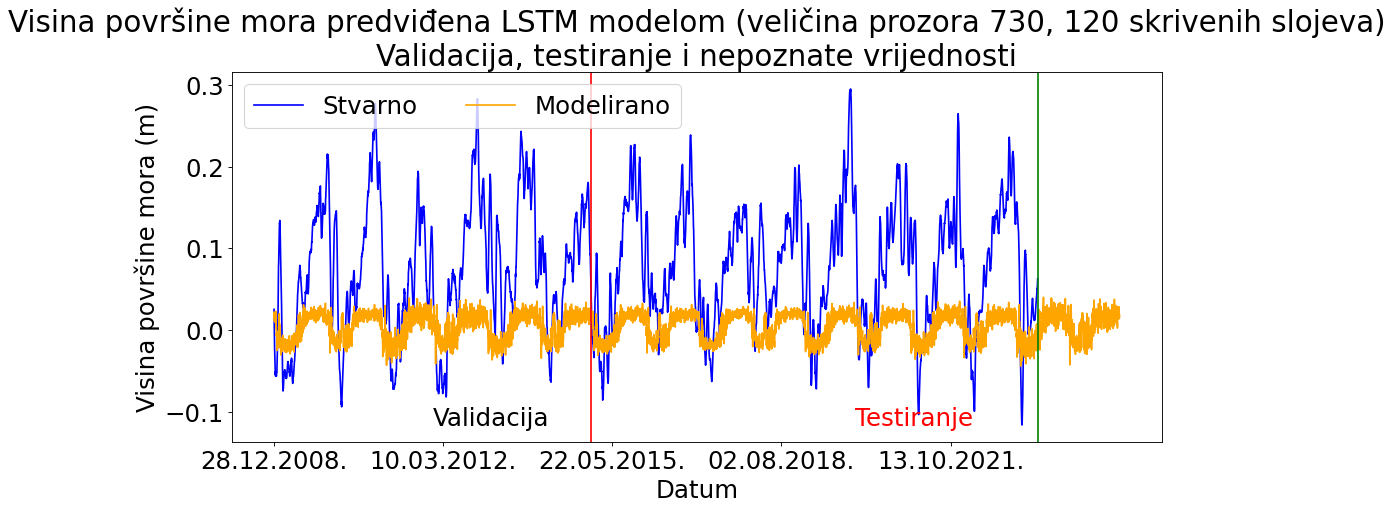 Visina površine mora predviđena LSTM modelom (veličina prozora 730, 120 skrivenih slojeva)
Validacija, testiranje i nepoznate vrijednosti
Stvarno Modelirano
Visina površine mora (m)
0.3
0.2
0.1
0.0
−0.1
Validacija Testiranje
28.12.2008. 10.03.2012. 22.05.2015. 02.08.2018. 13.10.2021.
Datum